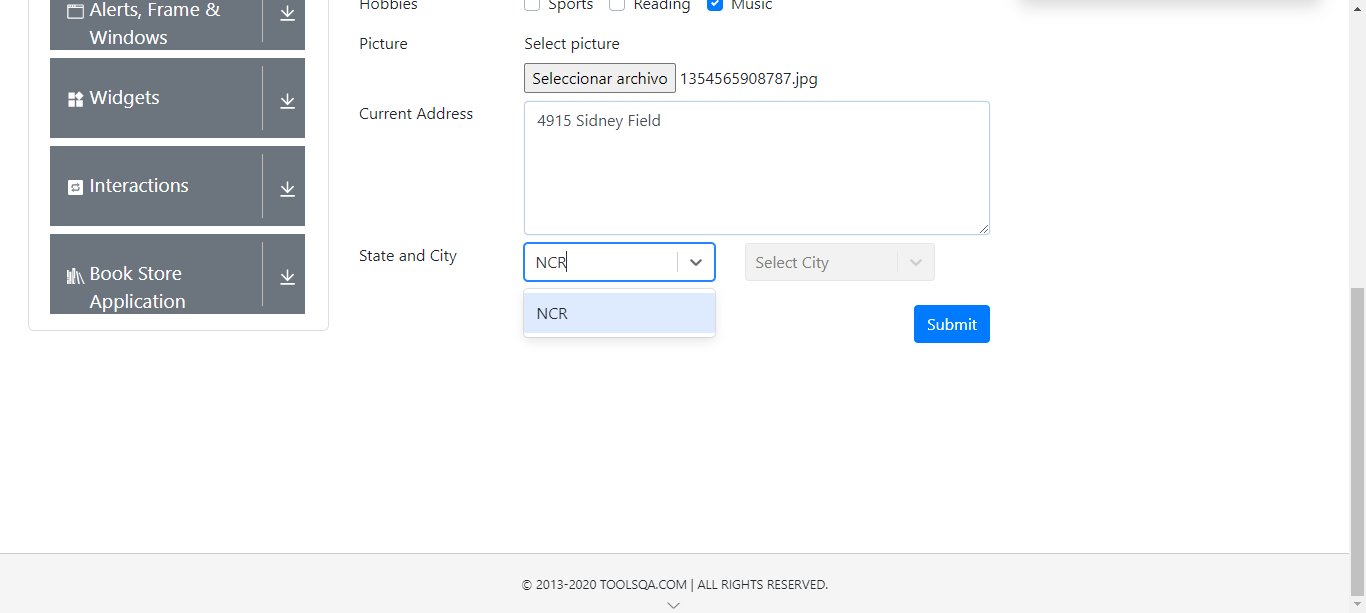 Alerts, Frame &
Windows
Widgets
Interactions
Book Store
Application
Hobbies Sports Reading Music
Picture Select picture
Seleccionar archivo 1354565908787.jpg
Current Address 4915 Sidney Field
State and City NCR Select City
NCR
Submit
© 2013-2020 TOOLSQA.COM | ALL RIGHTS RESERVED.